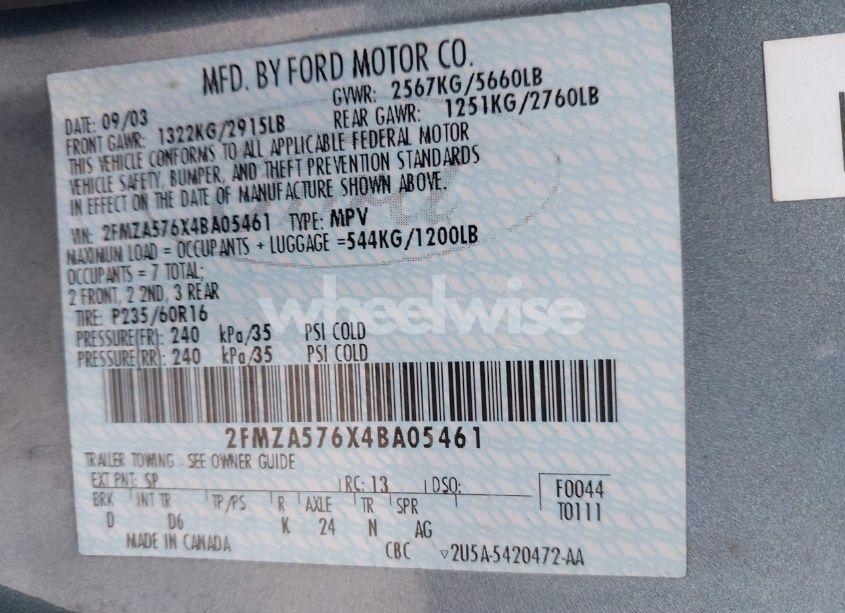 MFD. BY FORD MOTOR CO.
DATE: 09/03 GVWR: 2567KG/5660LB
FRONT GAWR: 1322KG/2915LB REAR GAWR: 1251KG/2760LB
THIS VEHICLE CONFORMS TO ALL APPLICABLE FEDERAL MOTOR
VEHICLE SAFETY, BUMPER, AND THEFT PREVENTION STANDARDS
IN EFFECT ON THE DATE OF MANUFACTURE SHOWN ABOVE.
VIN: 2FMZA576X4BA05461 TYPE: MPV
MAXIMUN LOAD = OCCUPANTS + LUGGAGE =544KG/1200LB
OCCUPANTS = 7 TOTAL;
2 FRONT, 2 2ND, 3 REAR
TIRE: P235/60R16
wheelwise
PRESSURE(FR): 240 kPa/35 PSI COLD
PRESSURE(RR): 240 kPa/35 PSI COLD
2FMZA576X4BA05461
TRAILER TOWING - SEE OWNER GUIDE
EXT PNT: SP RC: 13 DSO: F0044
BRK INT TR TP/PS R AXLE TR SPR T0111
D D6 K 24 N AG
MADE IN CANADA CBC ▽2U5A-5420472-AA